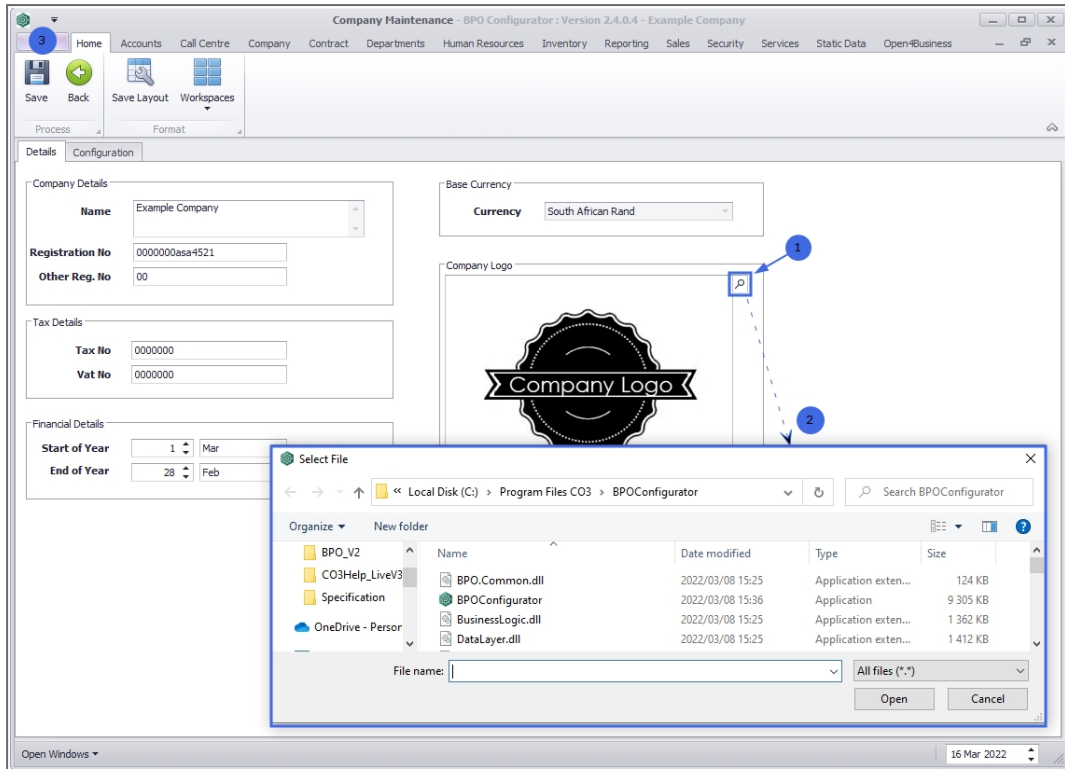 Company Maintenance - BPO Configurator : Version 2.4.0.4 - Example Company
3 Home Accounts Call Centre Company Contract Departments Human Resources Inventory Reporting Sales Security Services Static Data Open4Business
Save Back Save Layout Workspaces
Process Format
Details Configuration
Company Details
Name Example Company
Registration No 0000000asa4521
Other Reg. No 00
Base Currency
Currency South African Rand
1
Company Logo
Company Logo
2
Tax Details
Tax No 0000000
Vat No 0000000
Financial Details
Start of Year 1 Mar
End of Year 28 Feb
Select File
« Local Disk (C:) > Program Files CO3 > BPOConfigurator Search BPOConfigurator
Organize New folder
BPO_V2
CO3Help_LiveV3
Specification
OneDrive - Person
Name Date modified Type Size
BPO.Common.dll 2022/03/08 15:25 Application exten... 124 KB
BPOConfigurator 2022/03/08 15:36 Application 9 305 KB
BusinessLogic.dll 2022/03/08 15:25 Application exten... 1 362 KB
DataLayer.dll 2022/03/08 15:25 Application exten... 1 412 KB
File name: All files (*.*)
Open Cancel
Open Windows 16 Mar 2022